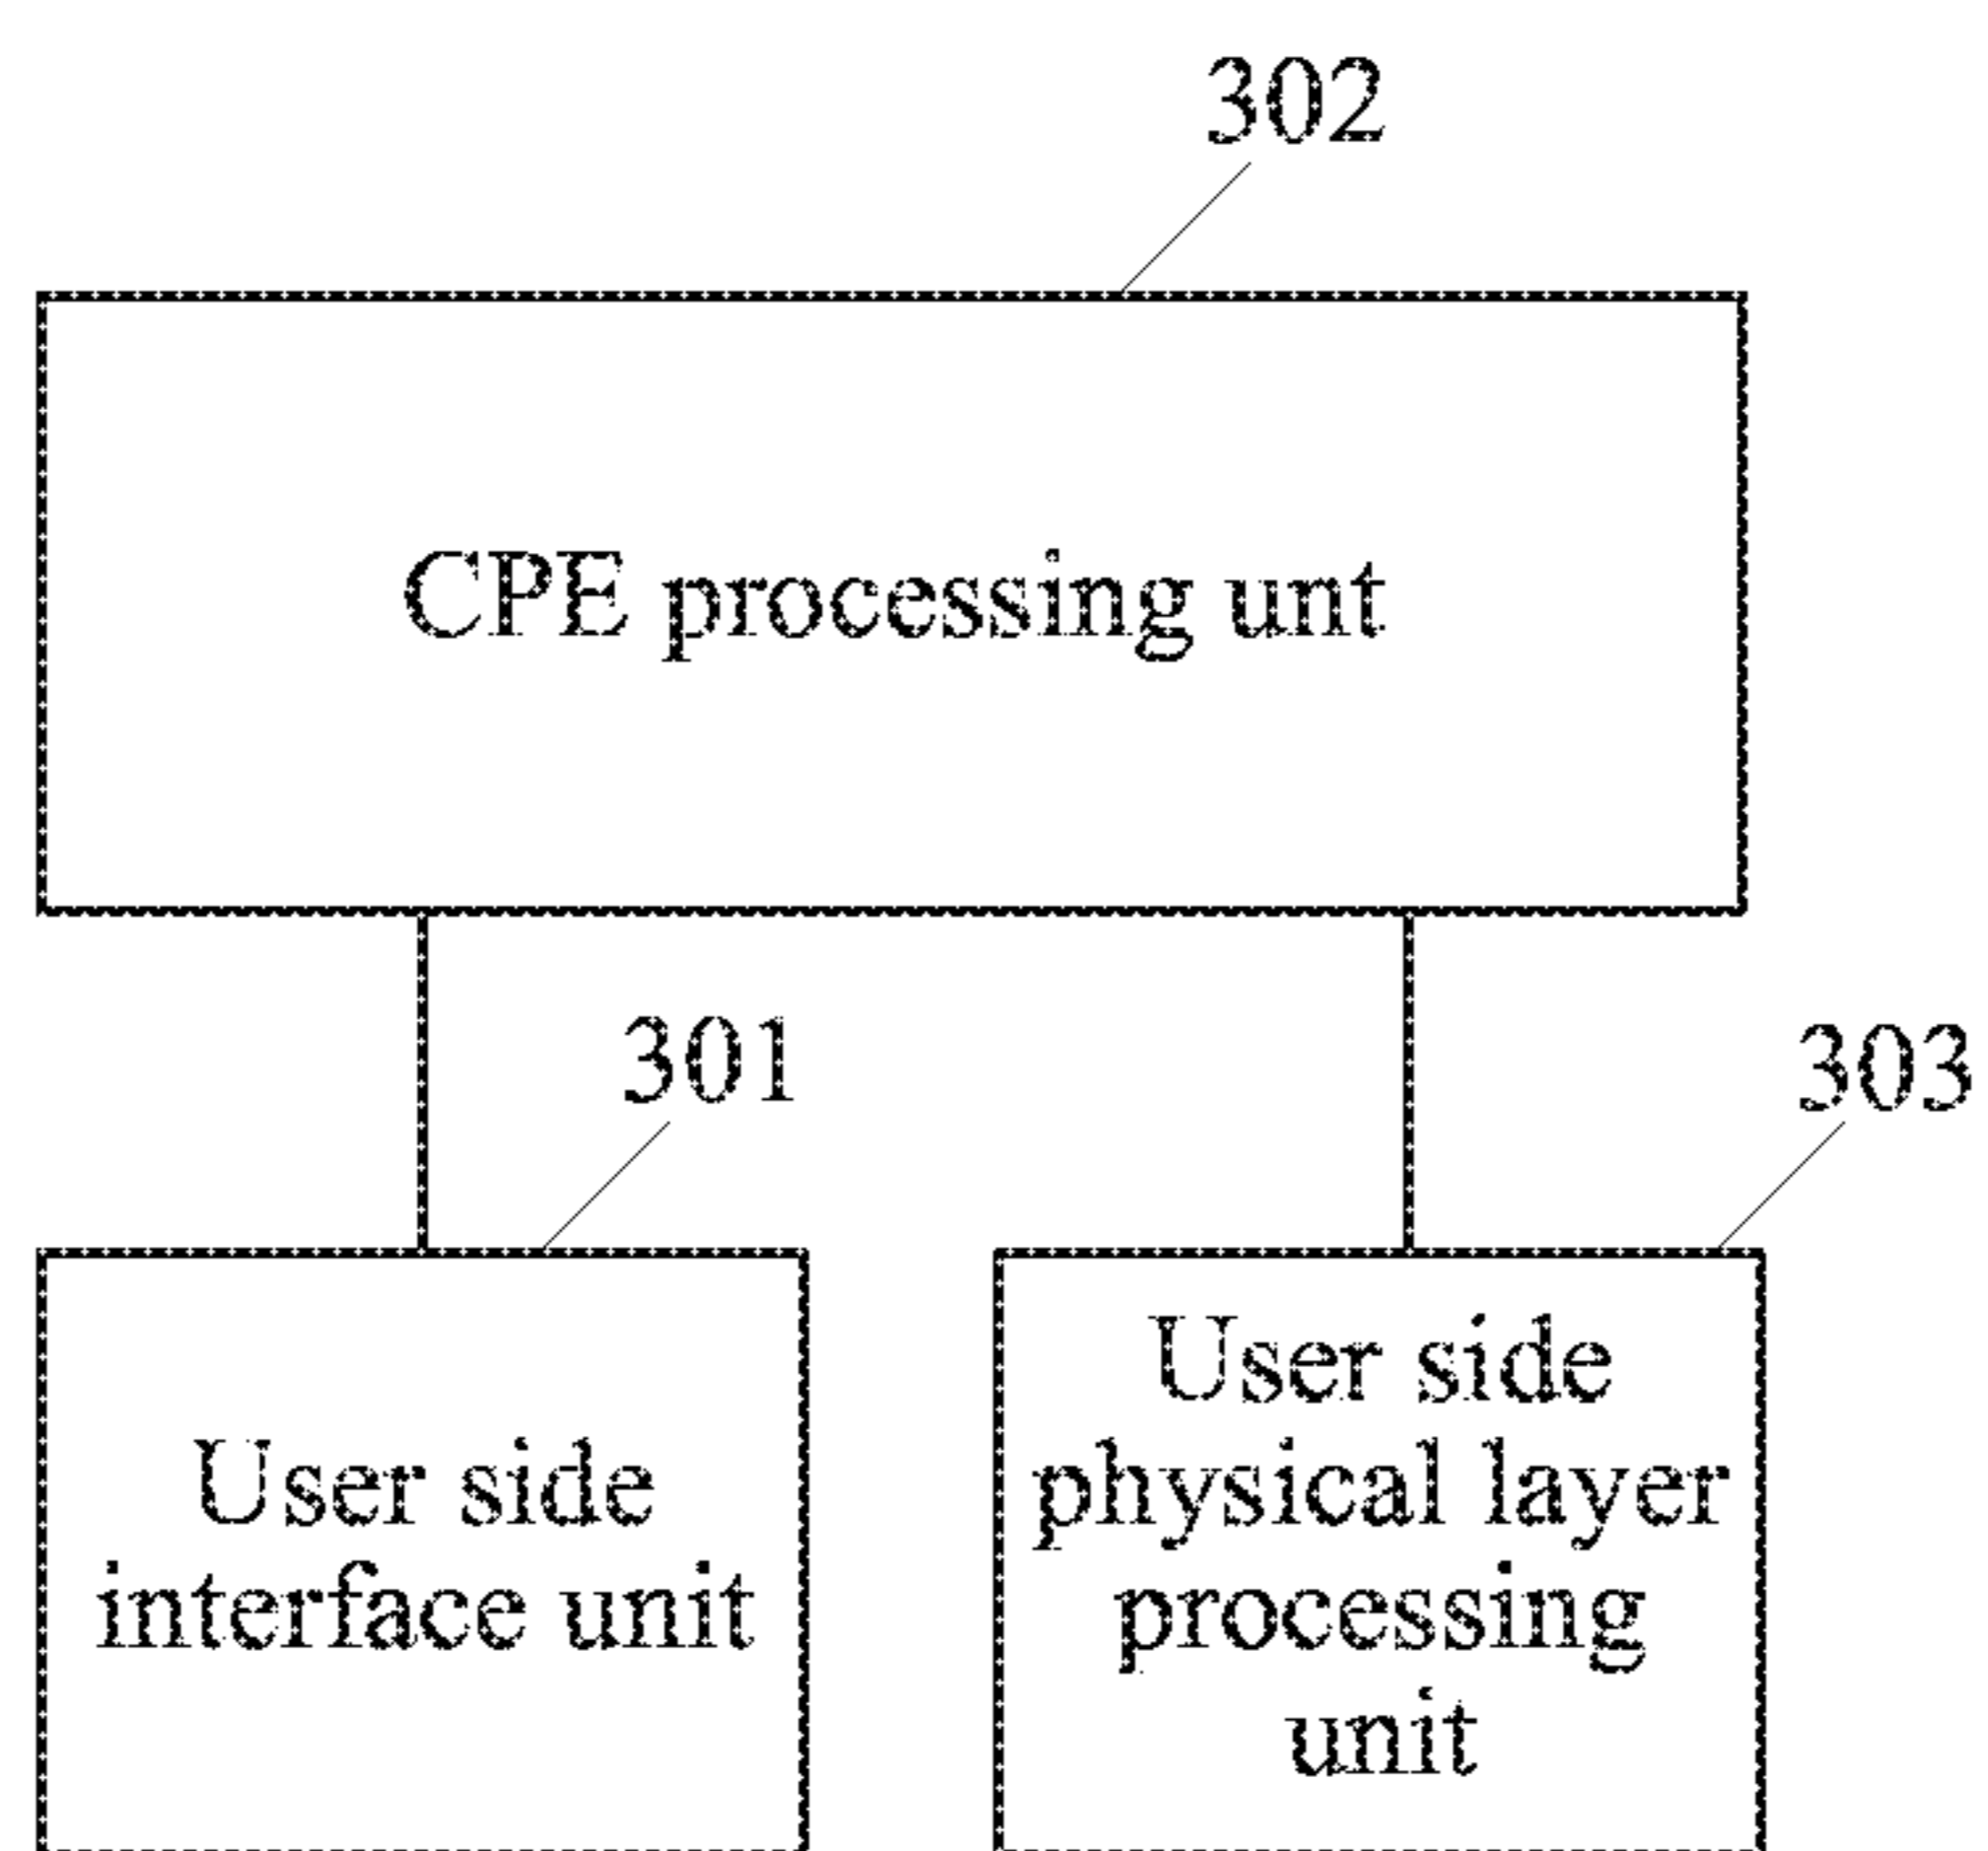 302
CPE processing unt
301
303
User side
interface unit
User side
physical layer
processing
unit